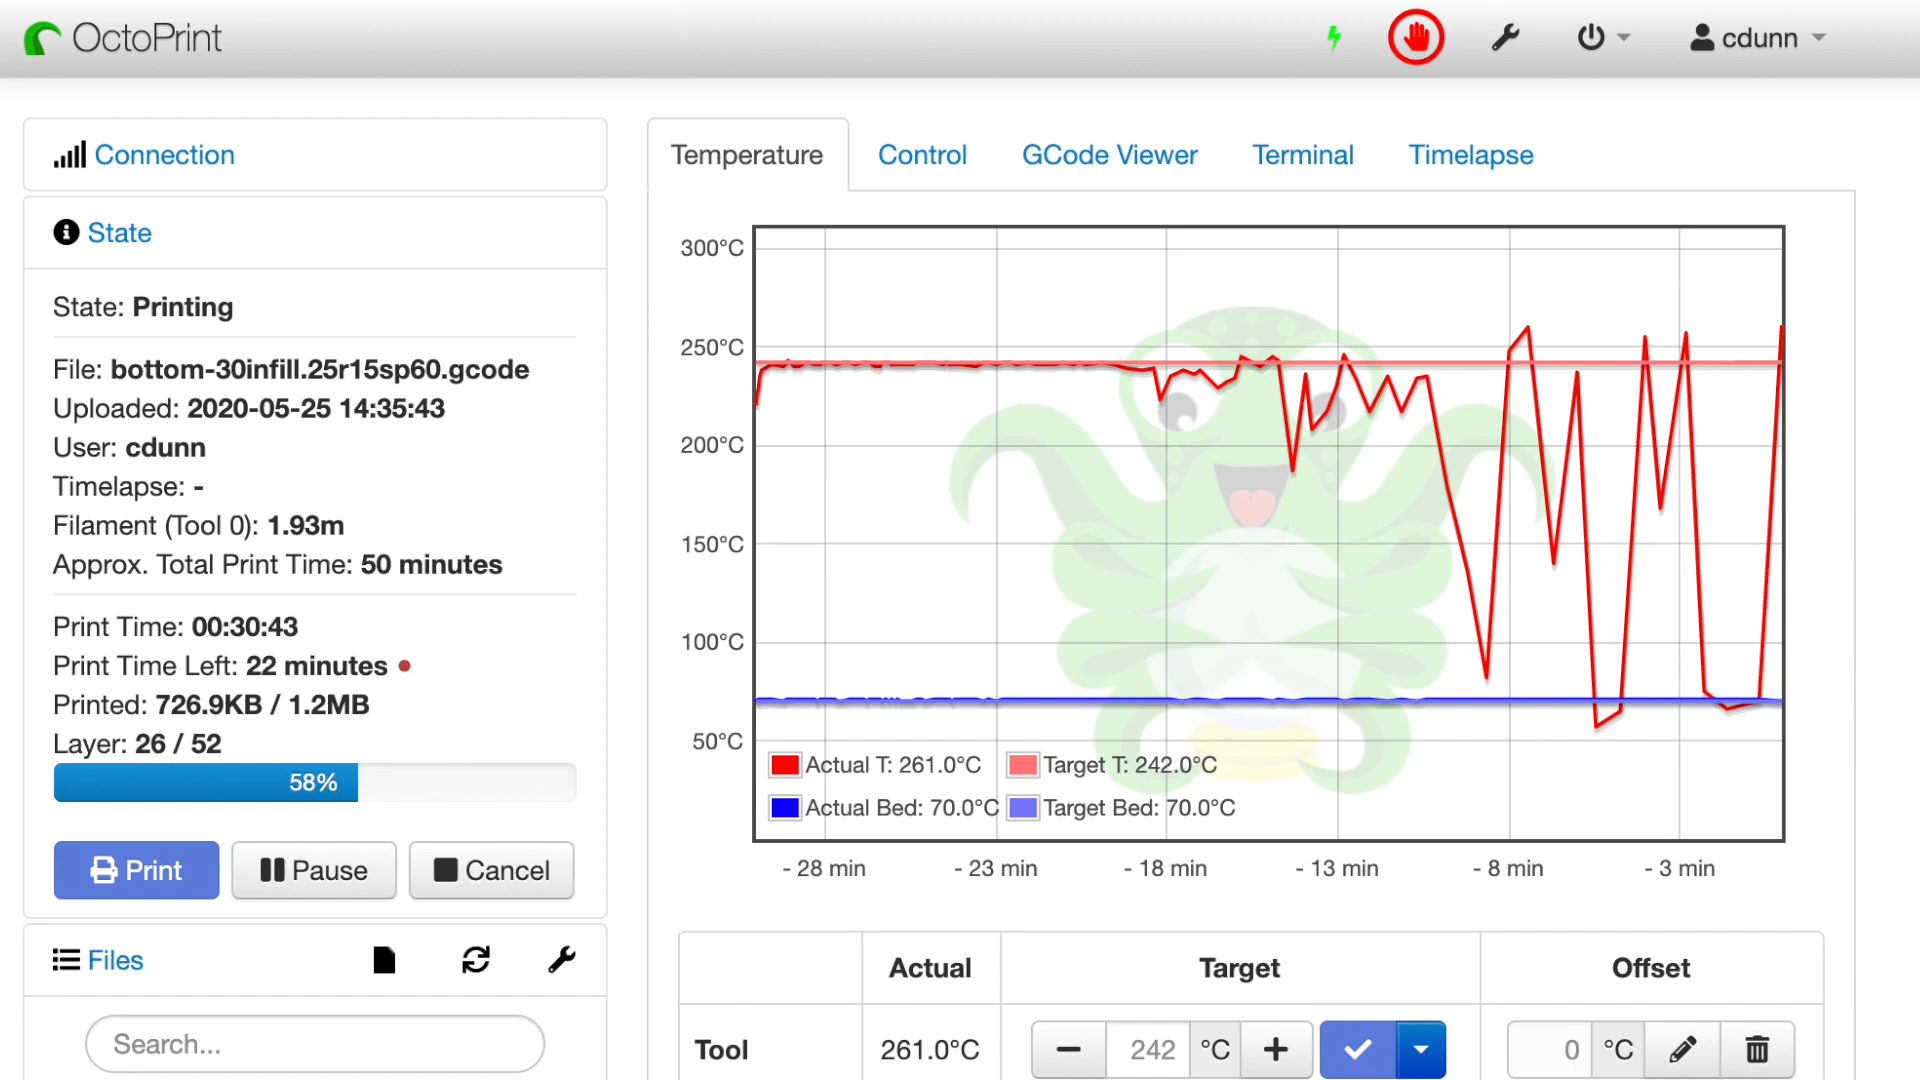 OctoPrint
cdunn
Connection
State
State: Printing
File: bottom-30infill.25r15sp60.gcode
Uploaded: 2020-05-25 14:35:43
User: cdunn
Timelapse: -
Filament (Tool 0): 1.93m
Approx. Total Print Time: 50 minutes
Print Time: 00:30:43
Print Time Left: 22 minutes
Printed: 726.9KB / 1.2MB
Layer: 26 / 52
58%
Print Pause Cancel
Files
Search...
Temperature Control GCode Viewer Terminal Timelapse
300°C
250°C
200°C
150°C
100°C
50°C
Actual T: 261.0°C Target T: 242.0°C
Actual Bed: 70.0°C Target Bed: 70.0°C
- 28 min - 23 min - 18 min - 13 min - 8 min - 3 min
Actual Target Offset
Tool 261.0°C 242 °C 0 °C